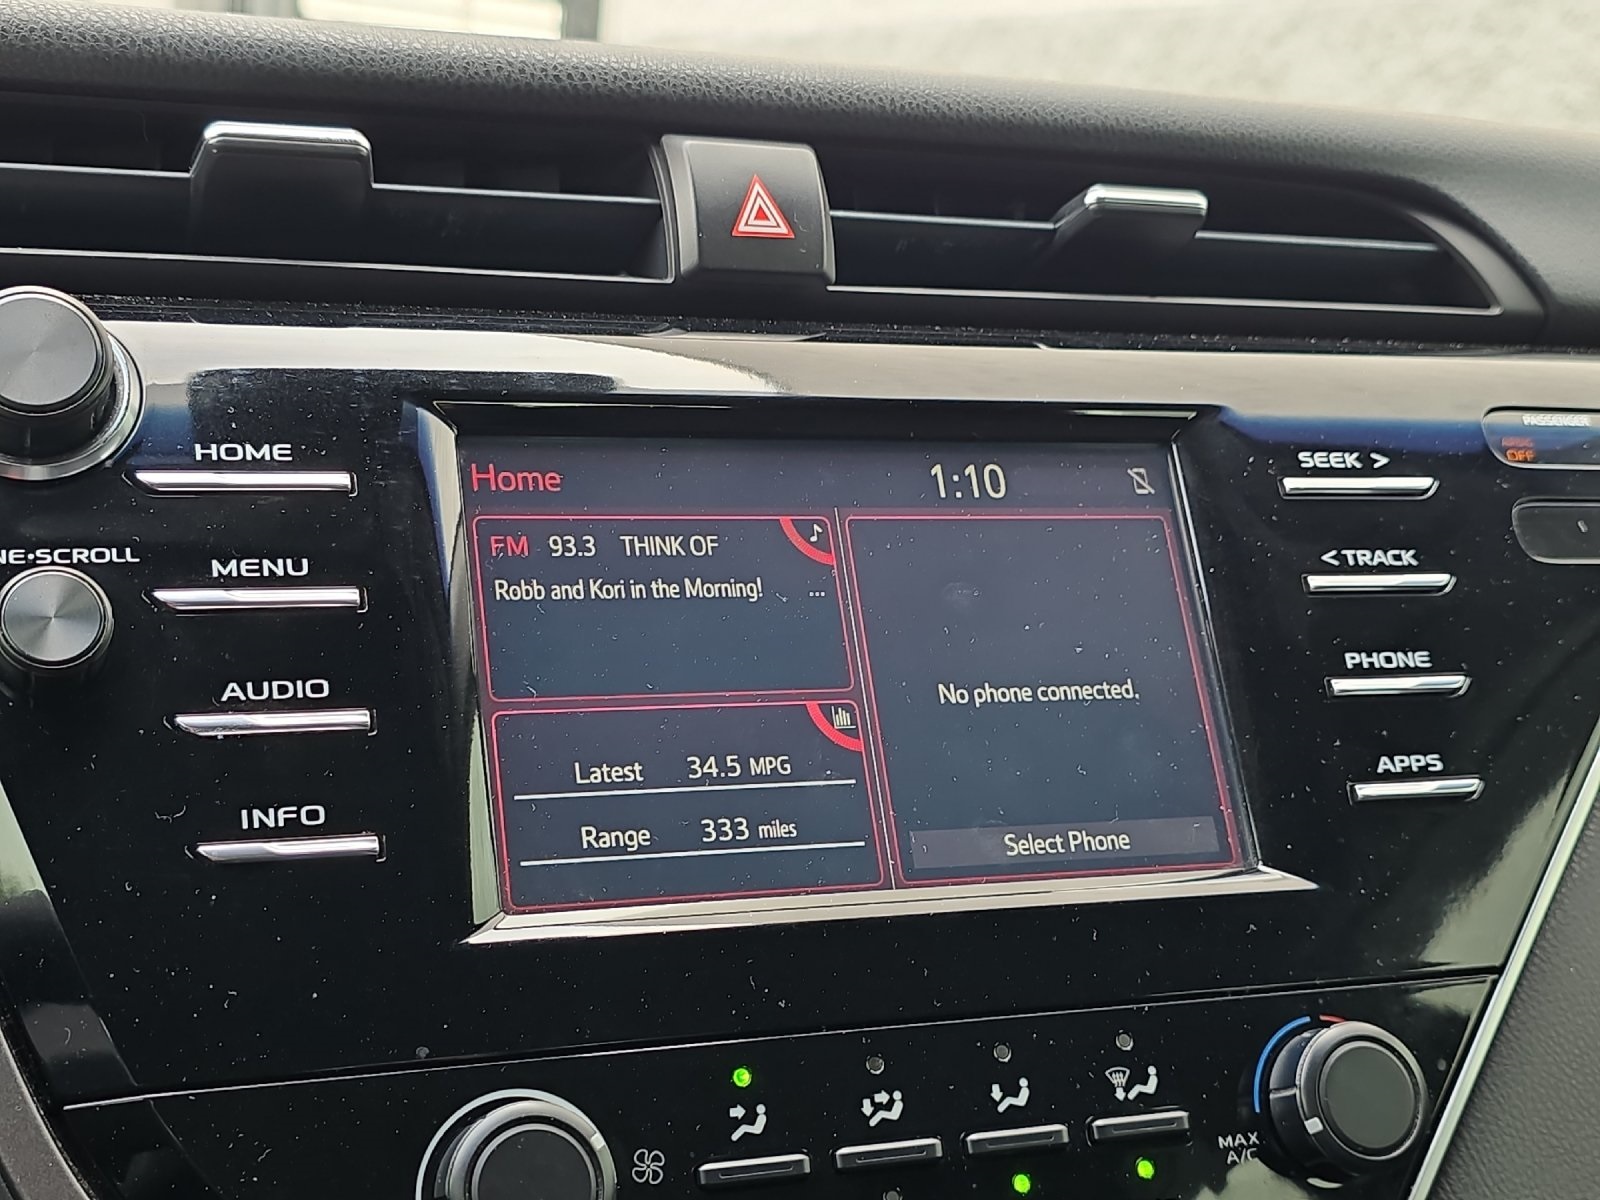 HOME
MENU
AUDIO
INFO
NE•SCROLL
Home
1:10
FM 93.3 THINK OF
Robb and Kori in the Morning!
...
Latest 34.5 MPG
Range 333 miles
No phone connected.
Select Phone
SEEK >
< TRACK
PHONE
APPS
PASSENGER
AIRBAG
OFF
MAX
A/C